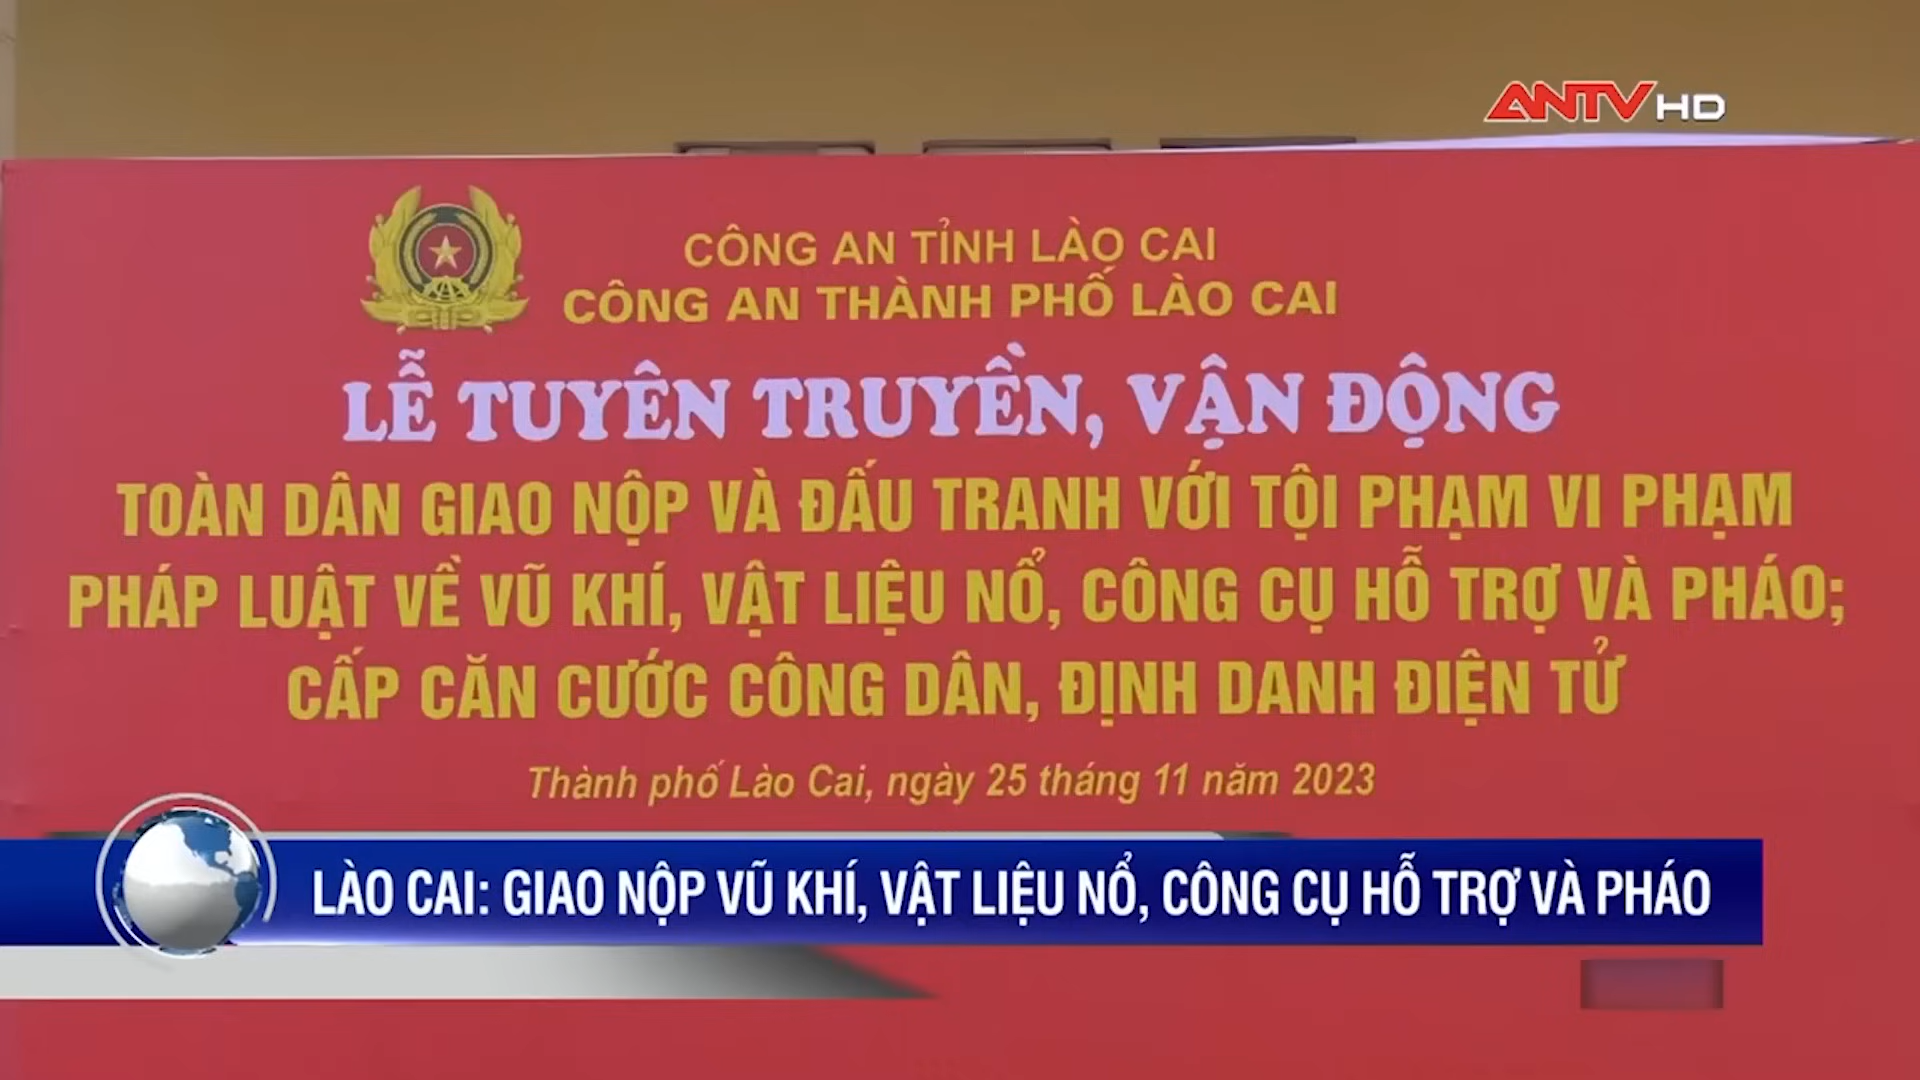 ANTV HD
CÔNG AN TỈNH LÀO CAI
CÔNG AN THÀNH PHỐ LÀO CAI
LỄ TUYÊN TRUYỀN, VẬN ĐỘNG
TOÀN DÂN GIAO NỘP VÀ ĐẤU TRANH VỚI TỘI PHẠM VI PHẠM
PHÁP LUẬT VỀ VŨ KHÍ, VẬT LIỆU NỔ, CÔNG CỤ HỖ TRỢ VÀ PHÁO;
CẤP CĂN CƯỚC CÔNG DÂN, ĐỊNH DANH ĐIỆN TỬ
Thành phố Lào Cai, ngày 25 tháng 11 năm 2023
LÀO CAI: GIAO NỘP VŨ KHÍ, VẬT LIỆU NỔ, CÔNG CỤ HỖ TRỢ VÀ PHÁO